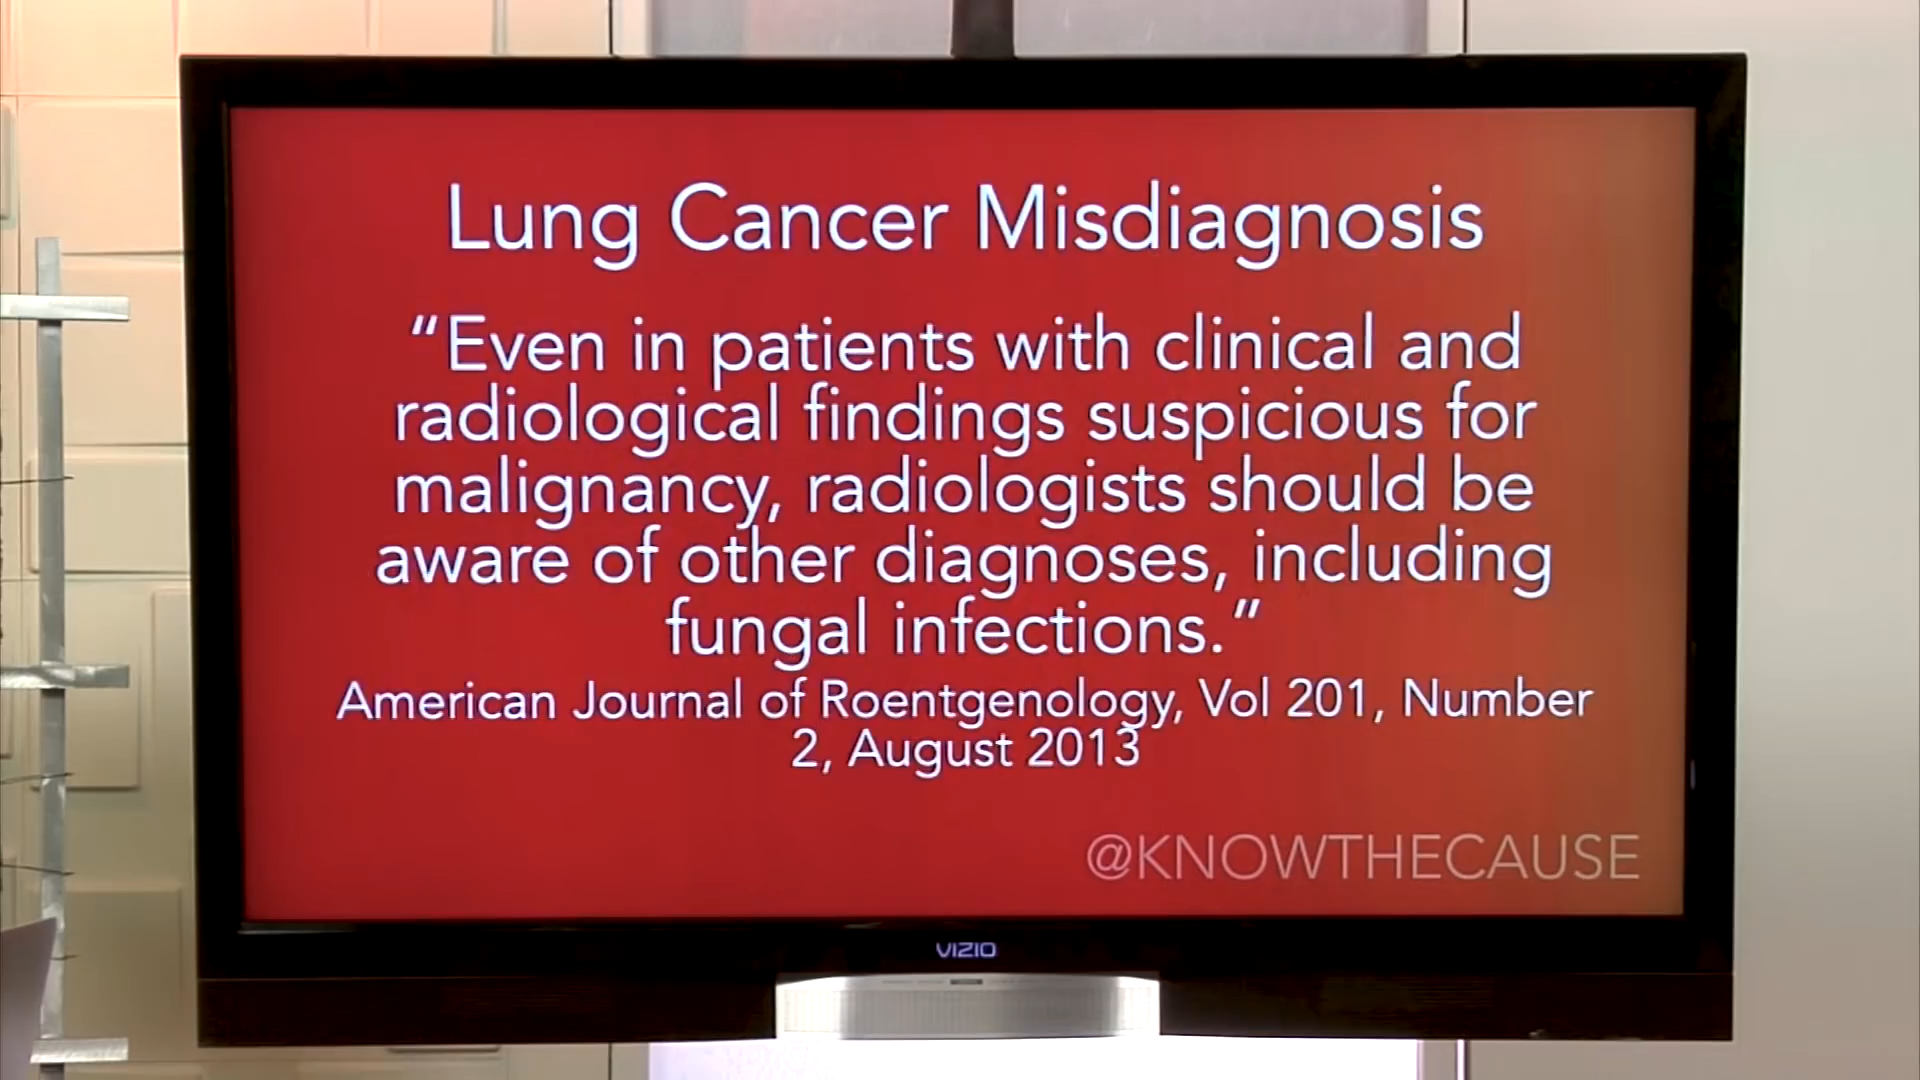 Lung Cancer Misdiagnosis
“Even in patients with clinical and
radiological findings suspicious for
malignancy, radiologists should be
aware of other diagnoses, including
fungal infections.”
American Journal of Roentgenology, Vol 201, Number
2, August 2013
@KNOWTHECAUSE
VIZIO